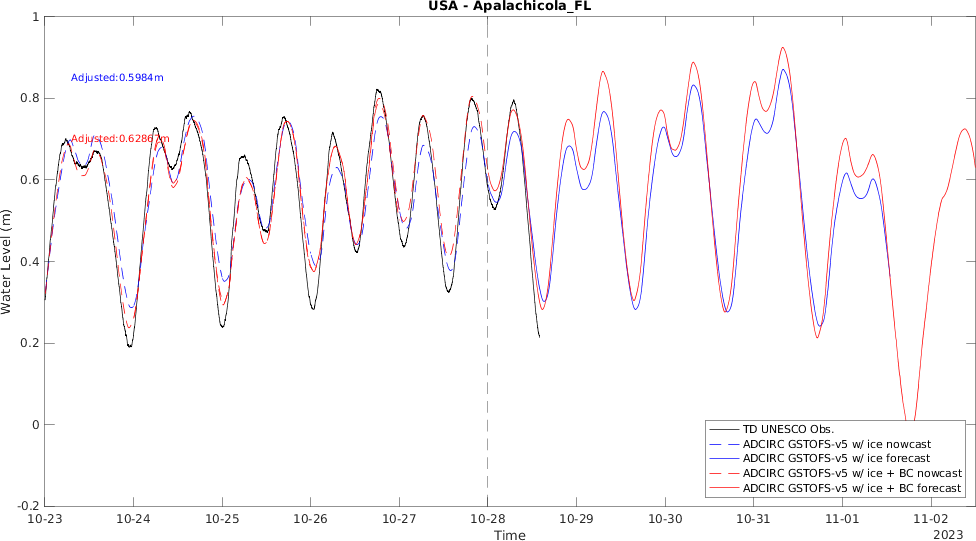 USA - Apalachicola_FL
1
0.8
0.6
0.4
0.2
0
-0.2
Water Level (m)
Adjusted:0.5984m
Adjusted:0.62867m
TD UNESCO Obs.
ADCIRC GSTOFS-v5 w/ ice nowcast
ADCIRC GSTOFS-v5 w/ ice forecast
ADCIRC GSTOFS-v5 w/ ice + BC nowcast
ADCIRC GSTOFS-v5 w/ ice + BC forecast
10-23 10-24 10-25 10-26 10-27 10-28 10-29 10-30 10-31 11-01 11-02
Time
2023